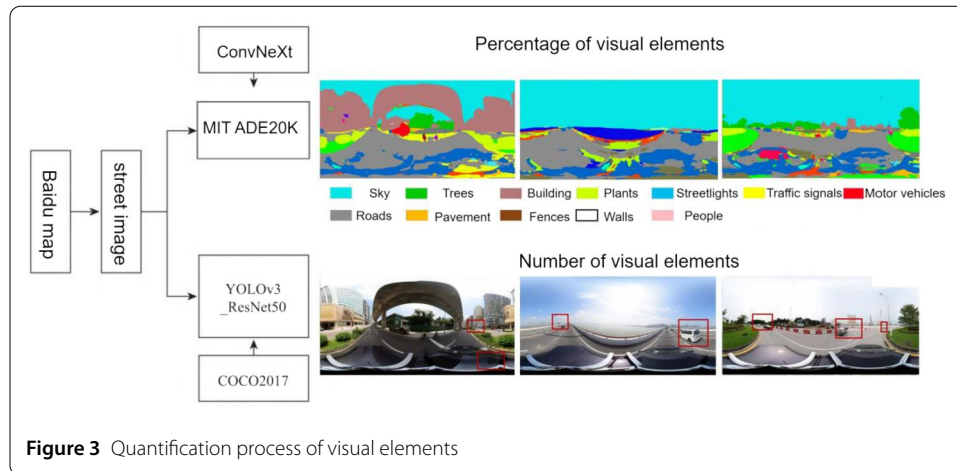 ConvNeXt
Percentage of visual elements
MIT ADE20K
Baidu map
street image
Sky Trees Building Plants Streetlights Traffic signals Motor vehicles
Roads Pavement Fences Walls People
Number of visual elements
YOLOv3
_ResNet50
COCO2017
Figure 3 Quantification process of visual elements